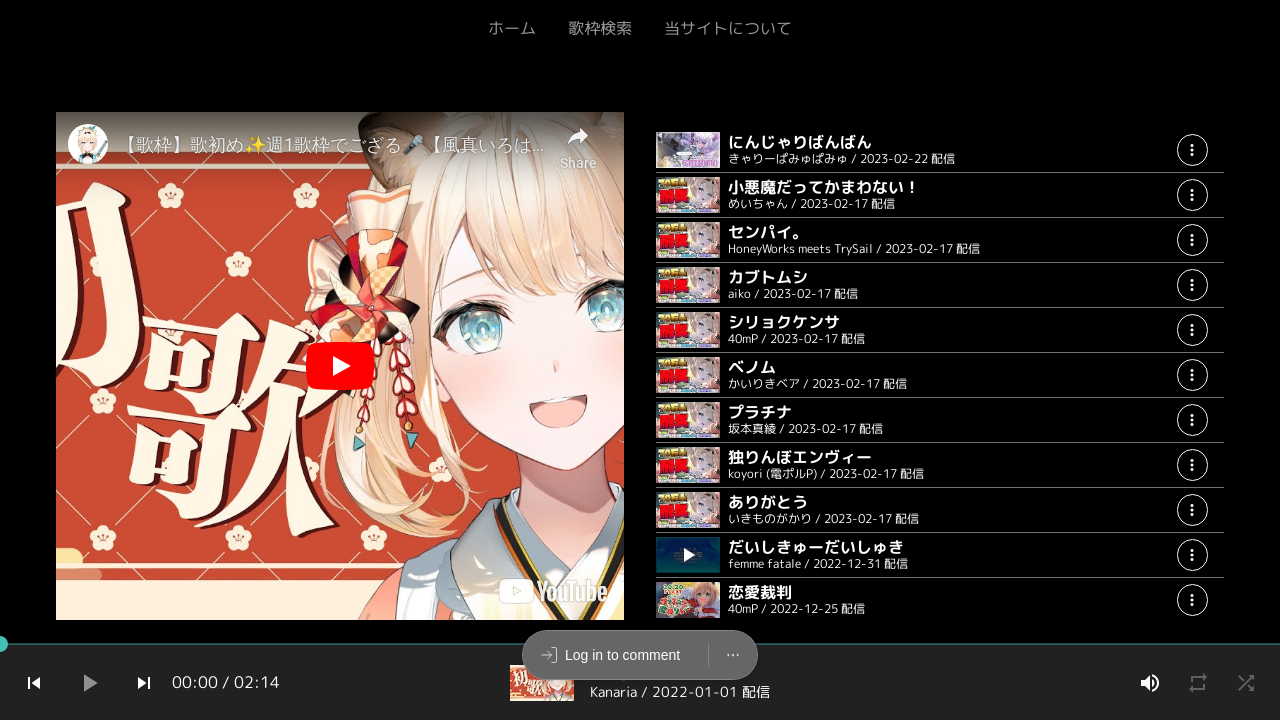 ホーム
歌枠検索
当サイトについて
【歌枠】歌初め✨週1歌枠でござる🎤【風真いろは...
Share
初歌
YouTube
にんじゃりばんばん
きゃりーぱみゅぱみゅ / 2023-02-22 配信
小悪魔だってかまわない！
めいちゃん / 2023-02-17 配信
センパイ。
HoneyWorks meets TrySail / 2023-02-17 配信
カブトムシ
aiko / 2023-02-17 配信
シリョクケンサ
40mP / 2023-02-17 配信
ベノム
かいりきベア / 2023-02-17 配信
プラチナ
坂本真綾 / 2023-02-17 配信
独りんぼエンヴィー
koyori (電ポルP) / 2023-02-17 配信
ありがとう
いきものがかり / 2023-02-17 配信
だいしきゅーだいしゅき
femme fatale / 2022-12-31 配信
恋愛裁判
40mP / 2022-12-25 配信
Log in to comment
00:00 / 02:14
Kanaria / 2022-01-01 配信